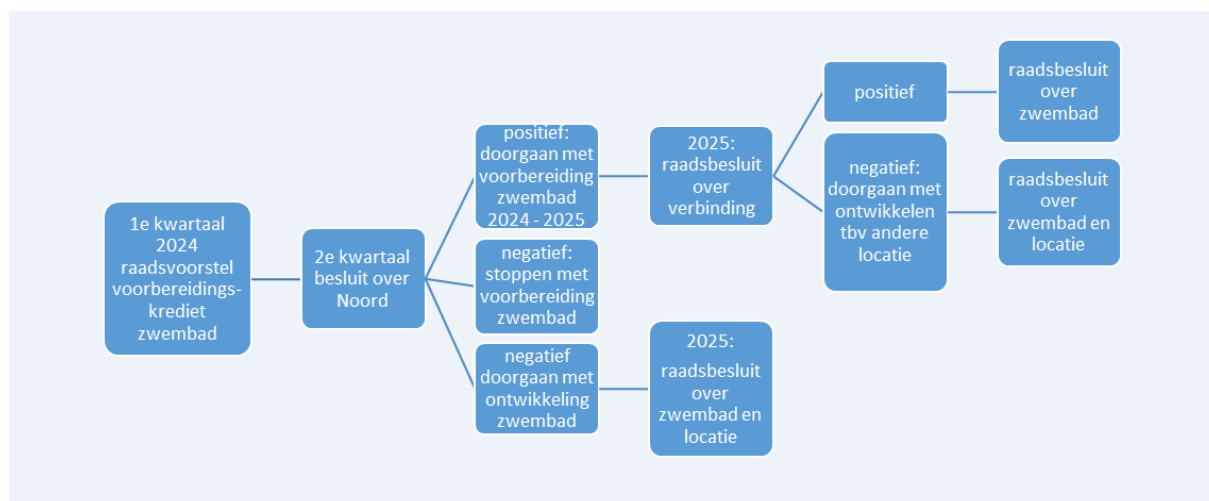 1e kwartaal
2024
raadsvoorstel
voorbereidings-
krediet
zwembad
2e kwartaal
besluit over
Noord
positief:
doorgaan met
voorbereiding
zwembad
2024 - 2025
negatief:
stoppen met
voorbereiding
zwembad
negatief
doorgaan met
ontwikkeling
zwembad
2025:
raadsbesluit
over
verbinding
2025:
raadsbesluit
over
zwembad en
locatie
positief
negatief:
doorgaan met
ontwikkelen
tbv andere
locatie
raadsbesluit
over
zwembad
raadsbesluit
over
zwembad en
locatie